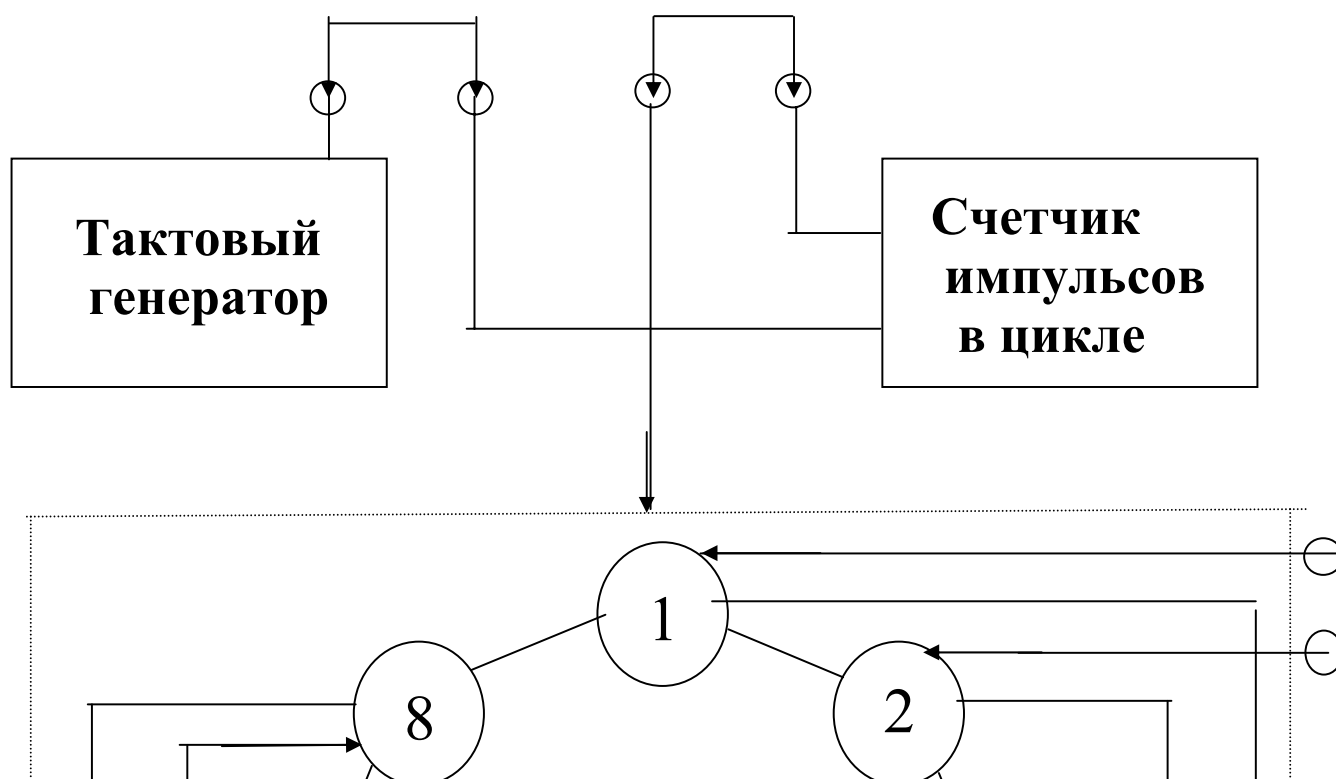 Тактовый
генератор
Счетчик
импульсов
в цикле
1
8
2